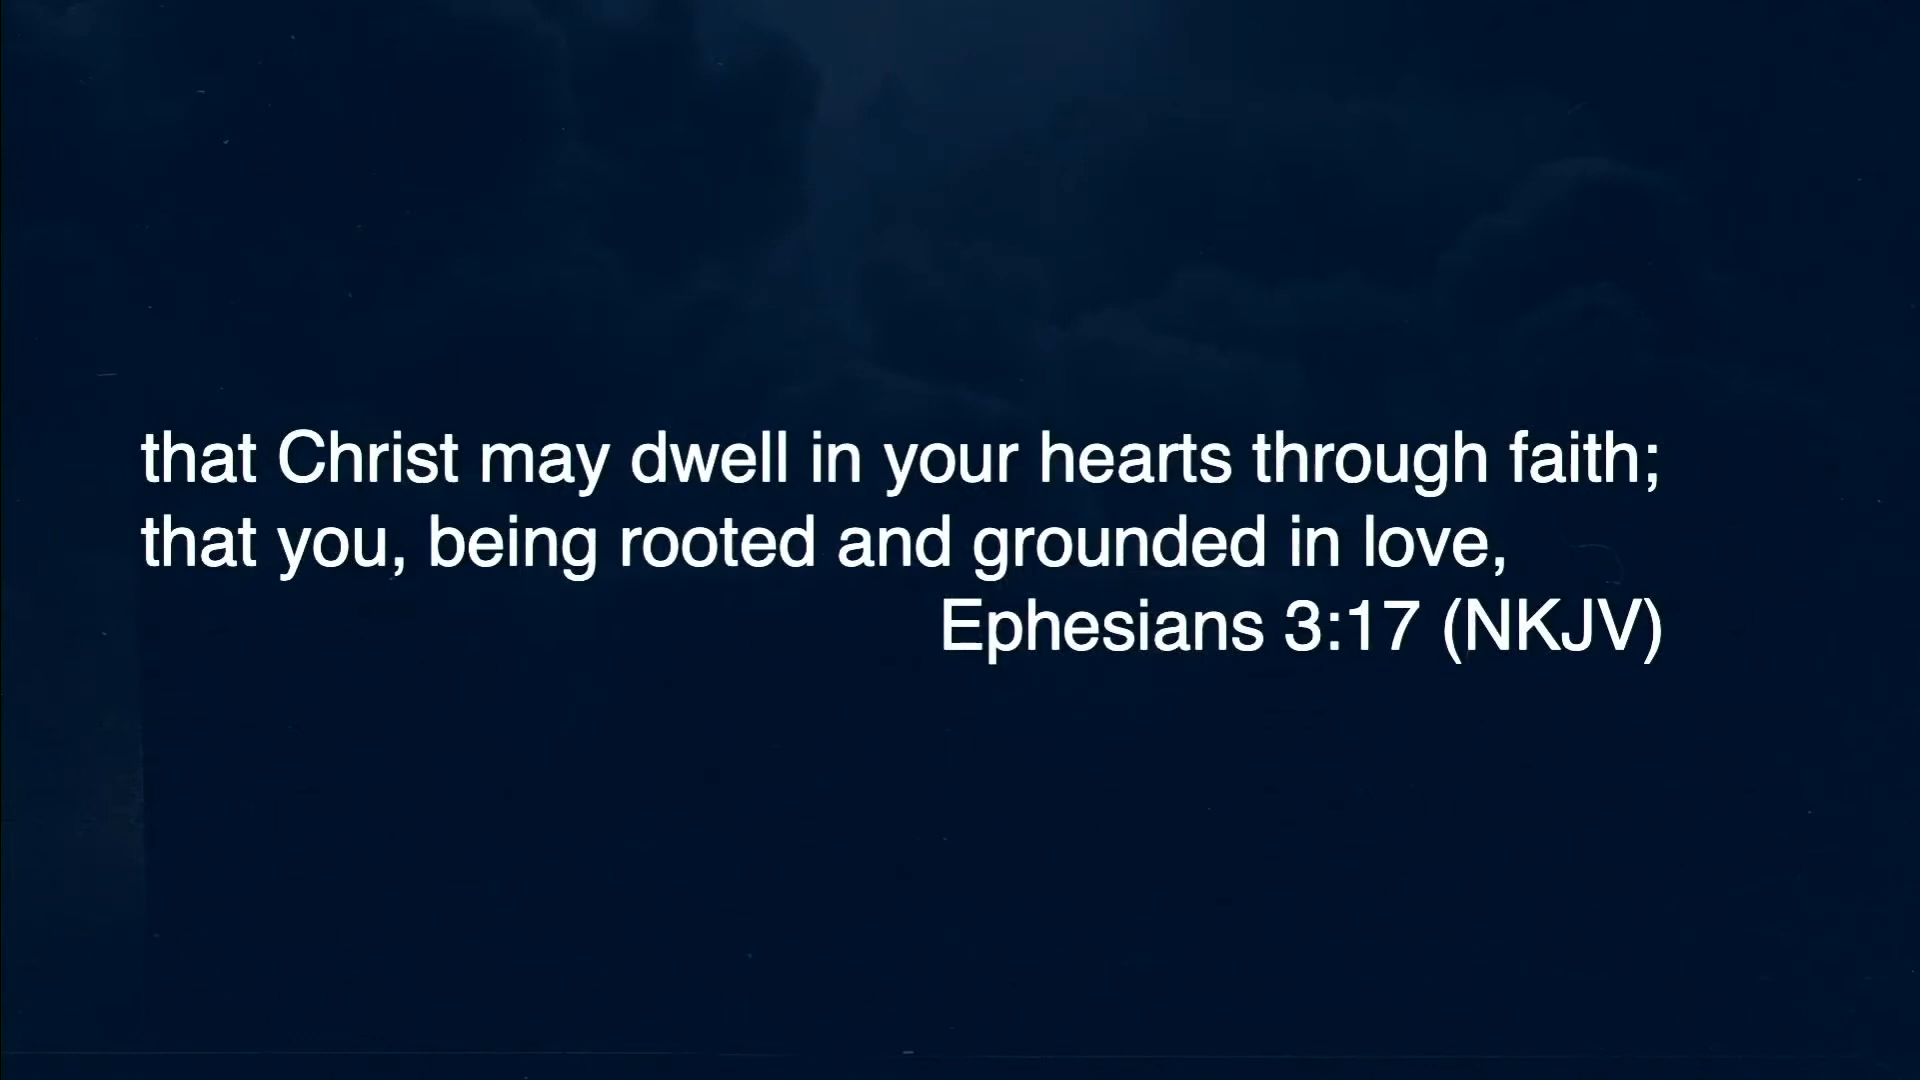 that Christ may dwell in your hearts through faith;
that you, being rooted and grounded in love,
Ephesians 3:17 (NKJV)